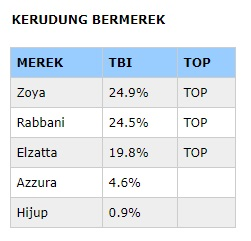 KERUDUNG BERMEREK
MEREK TBI TOP
Zoya 24.9% TOP
Rabbani 24.5% TOP
Elzatta 19.8% TOP
Azzura 4.6%
Hijup 0.9%